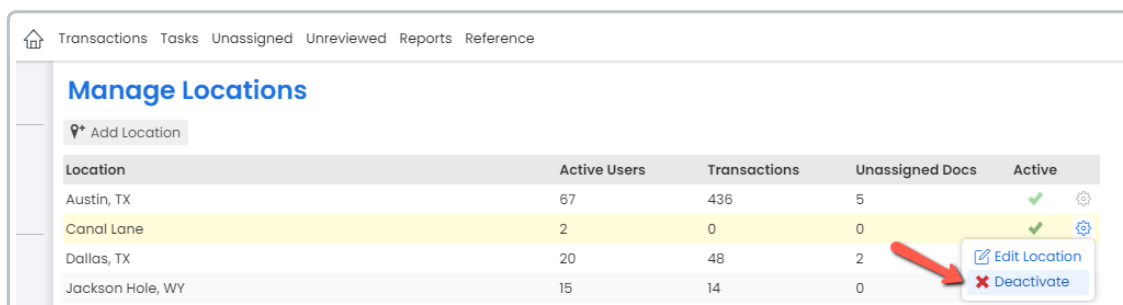 Transactions Tasks Unassigned Unreviewed Reports Reference
Manage Locations
Add Location
Location Active Users Transactions Unassigned Docs Active
Austin, TX 67 436 5
Canal Lane 2 0 0
Dallas, TX 20 48 2
Edit Location
Jackson Hole, WY 15 14 0
Deactivate